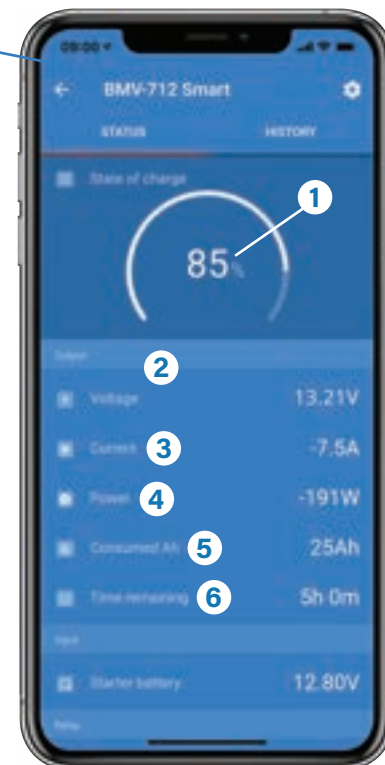 09:00
BMV-712 Smart
STATUS HISTORY
State of charge
1
85%
Output
2
Voltage 13.21V
Current 3 -7.5A
Power 4 -191W
Consumed Ah 5 25Ah
Time remaining 6 5h 0m
Input
Starter battery 12.80V
Relay